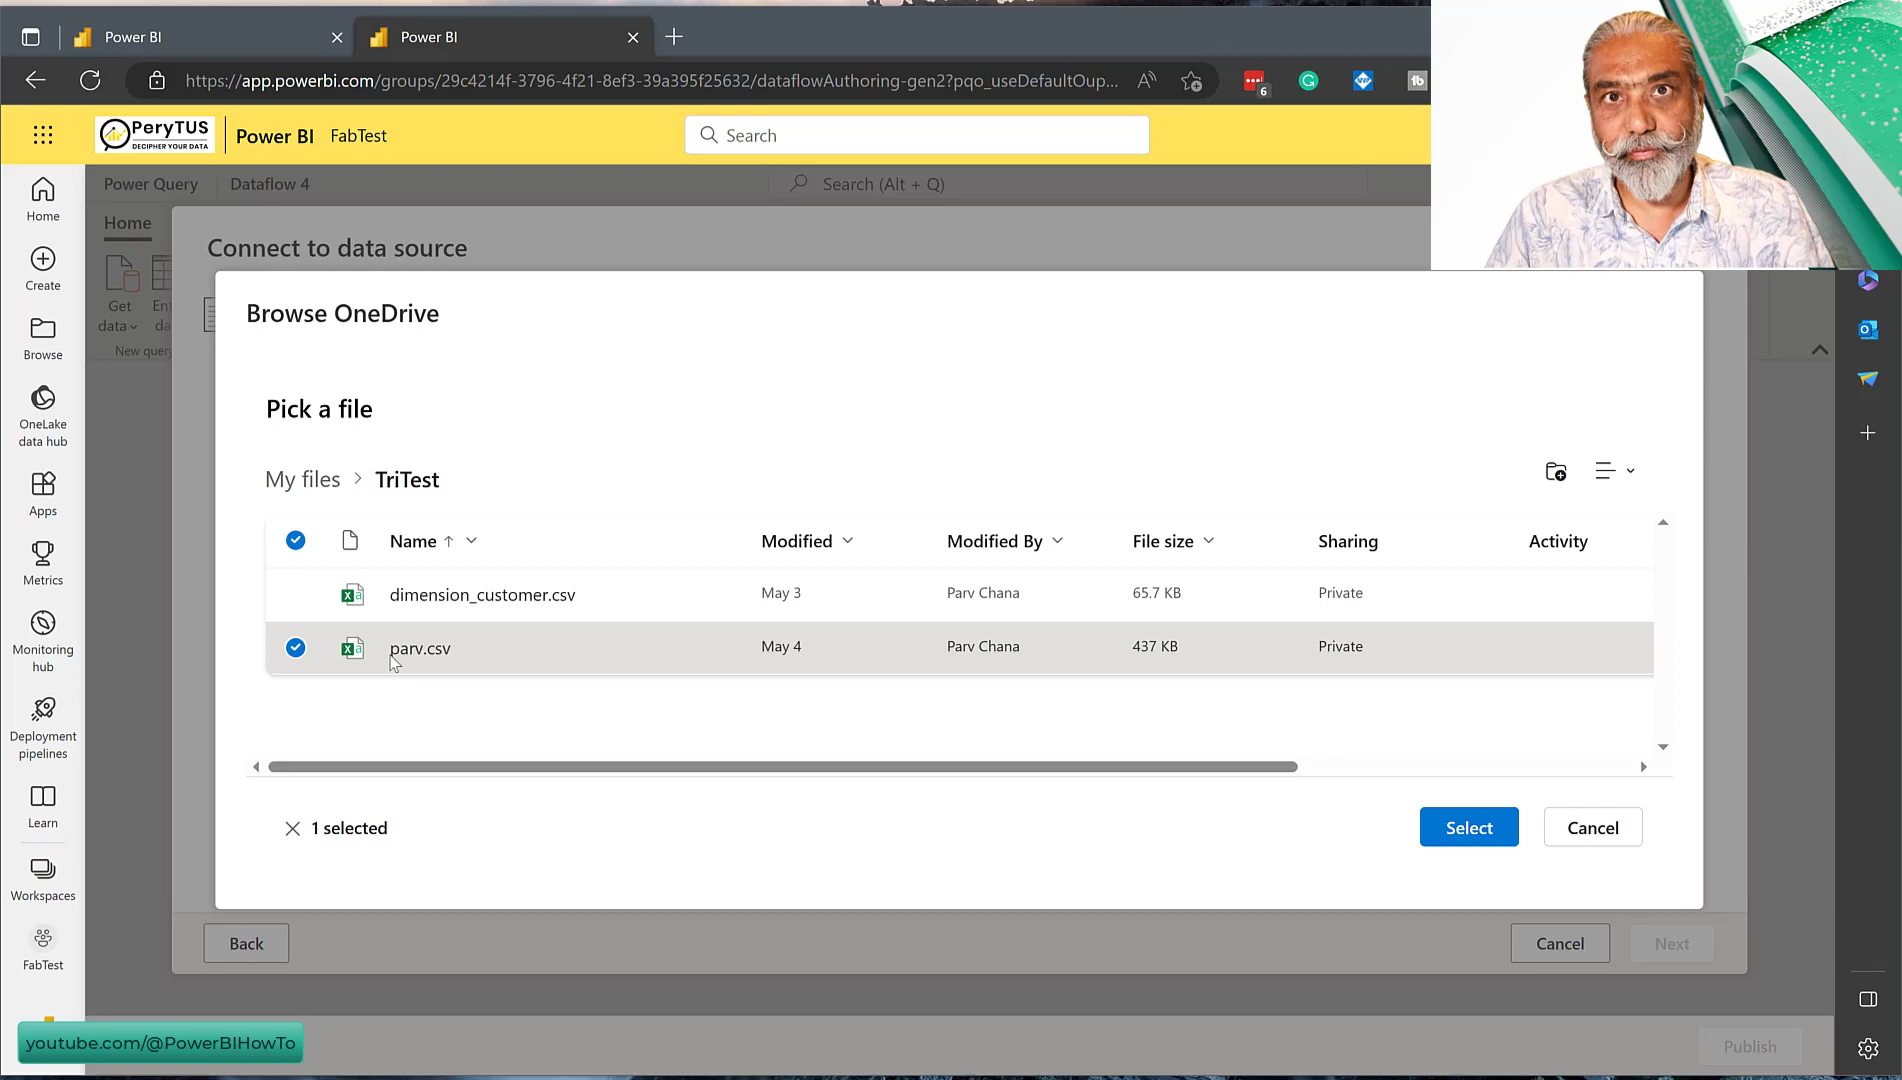 Power BI
Power BI
https://app.powerbi.com/groups/29c4214f-3796-4f21-8ef3-39a395f25632/dataflowAuthoring-gen2?pqo_useDefaultOup...
6
PeryTUS
DECIPHER YOUR DATA
Power BI
FabTest
Search
Power Query
Dataflow 4
Search (Alt + Q)
Home
Create
Browse
OneLake
data hub
Apps
Metrics
Monitoring
hub
Deployment
pipelines
Learn
Workspaces
FabTest
Home
Get
data
New query
Connect to data source
Browse OneDrive
Pick a file
My files > TriTest
Name Modified Modified By File size Sharing Activity
dimension_customer.csv May 3 Parv Chana 65.7 KB Private
parv.csv May 4 Parv Chana 437 KB Private
1 selected
Select
Cancel
Back
Cancel
Next
Publish
youtube.com/@PowerBIHowTo